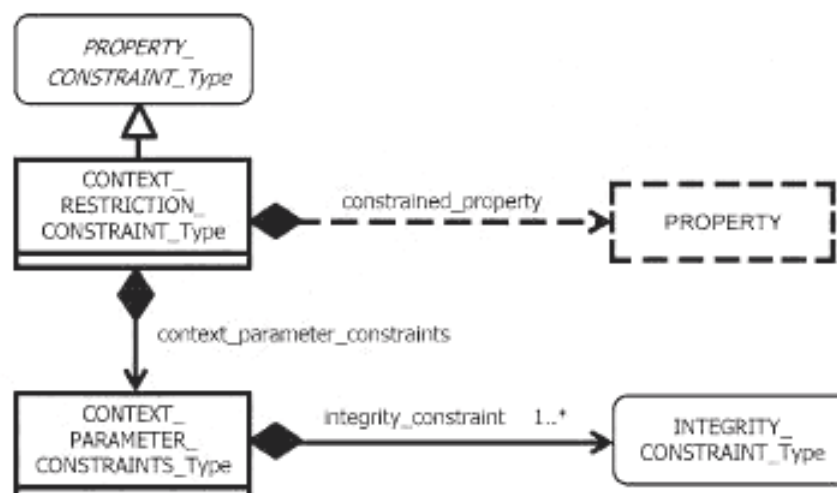 PROPERTY_
CONSTRAINT_Type
CONTEXT_
RESTRICTION_
CONSTRAINT_Type
constrained_property
PROPERTY
context_parameter_constraints
CONTEXT_
PARAMETER_
CONSTRAINTS_Type
integrity_constraint 1..*
INTEGRITY_
CONSTRAINT_Type